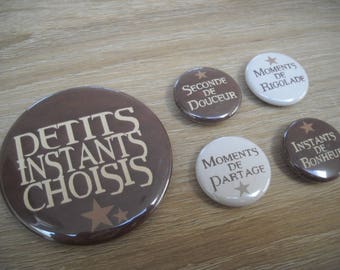 PETITS
INSTANTS
CHOISIS
SECONDE
DE
DOUCEUR
MOMENTS
DE
RIGOLADE
MOMENTS
DE
PARTAGE
INSTANTS
DE
BONHEUR